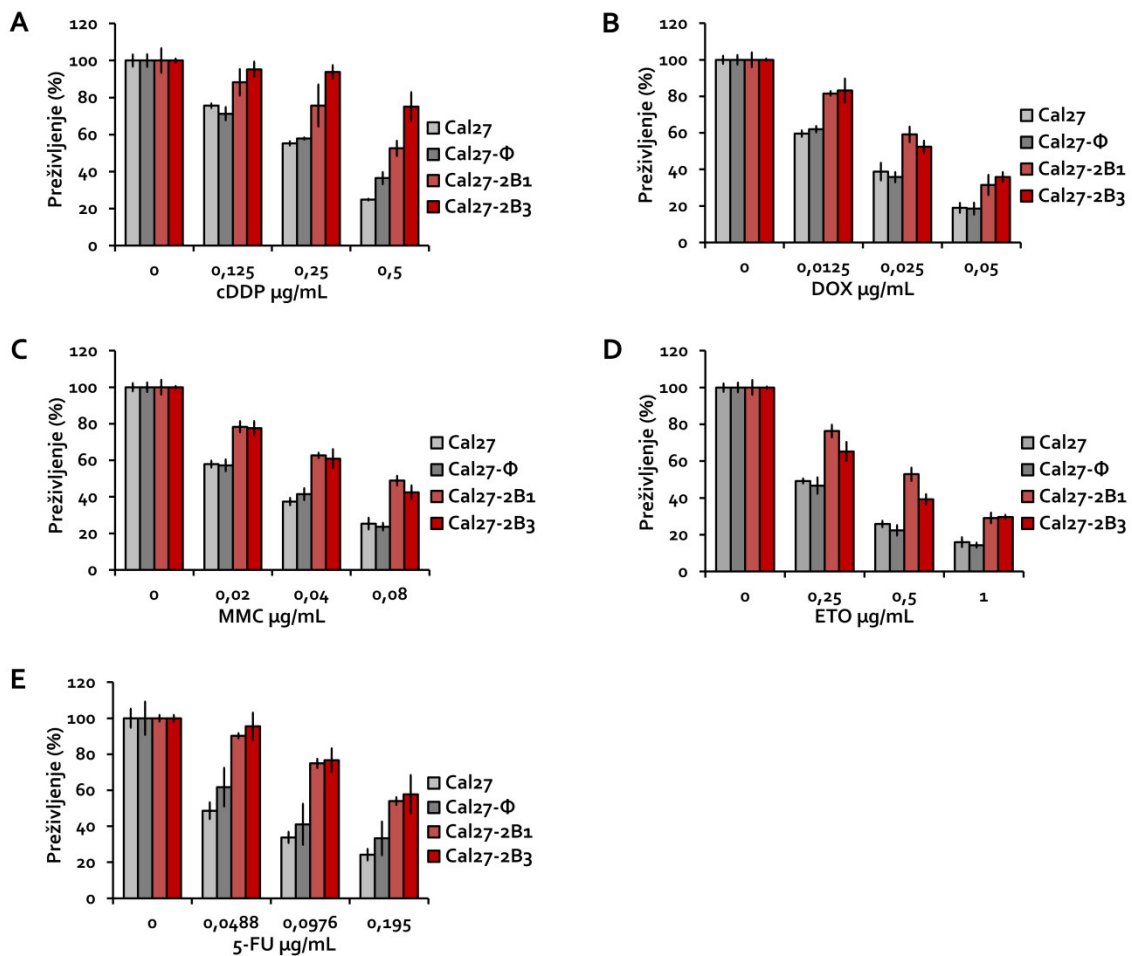 A
120
100
80
60
40
20
0
Preživljenje (%)
0 0,125 0,25 0,5
cDDP µg/mL
Cal27
Cal27-Φ
Cal27-2B1
Cal27-2B3
B
120
100
80
60
40
20
0
Preživljenje (%)
0 0,0125 0,025 0,05
DOX µg/mL
Cal27
Cal27-Φ
Cal27-2B1
Cal27-2B3
C
120
100
80
60
40
20
0
Preživljenje (%)
0 0,02 0,04 0,08
MMC µg/mL
Cal27
Cal27-Φ
Cal27-2B1
Cal27-2B3
D
120
100
80
60
40
20
0
Preživljenje (%)
0 0,25 0,5 1
ETO µg/mL
Cal27
Cal27-Φ
Cal27-2B1
Cal27-2B3
E
120
100
80
60
40
20
0
Preživljenje (%)
0 0,0488 0,0976 0,195
5-FU µg/mL
Cal27
Cal27-Φ
Cal27-2B1
Cal27-2B3